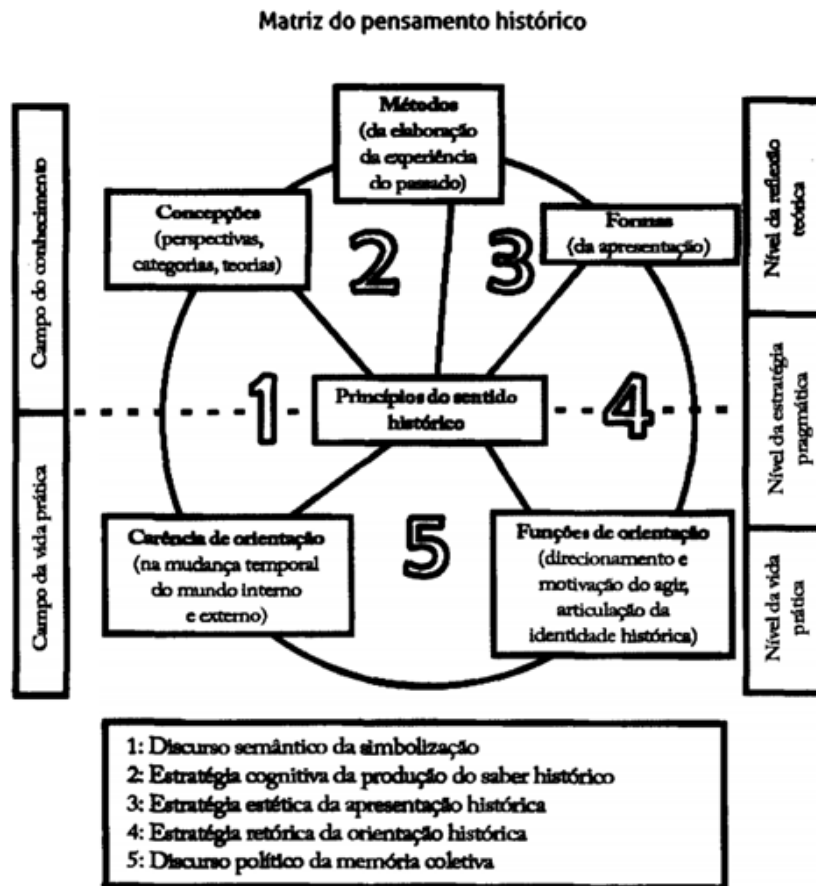 Matriz do pensamento histórico
Métodos
(da elaboração
da experiência
do passado)
Concepções
(perspectivas,
categorias, teorias)
Formas
(da apresentação)
2
3
1
Princípios do sentido
histórico
4
Carência de orientação
(na mudança temporal
do mundo interno
e externo)
5
Funções de orientação
(direcionamento e
motivação do agir,
articulação da
identidade histórica)
Campo do conhecimento
Campo da vida prática
Nível da reflexão
teórica
Nível da estratégia
pragmática
Nível da vida
prática
1: Discurso semântico da simbolização
2: Estratégia cognitiva da produção do saber histórico
3: Estratégia estética da apresentação histórica
4: Estratégia retórica da orientação histórica
5: Discurso político da memória coletiva